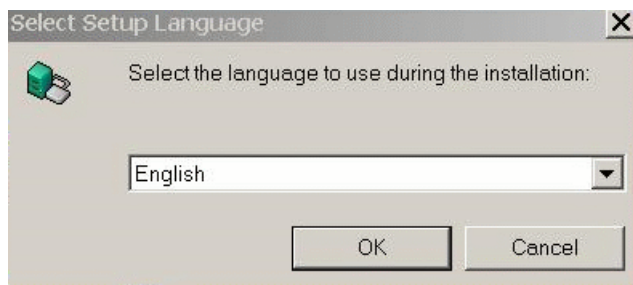 Select Setup Language
Select the language to use during the installation:
English
OK
Cancel